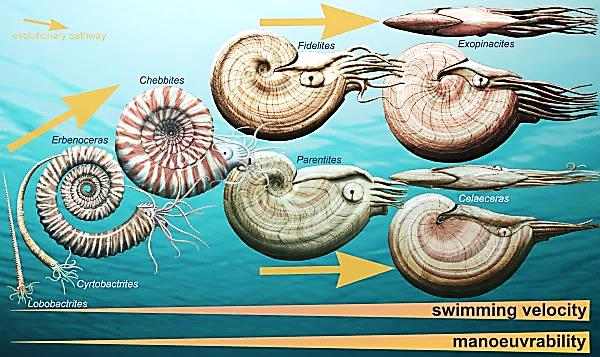 evolutionary pathway
Fidelites
Exopinacites
Chebbites
Erbenoceras
Parentites
Celaeceras
Cyrtobactrites
Lobobactrites
swimming velocity
manoeuvrability